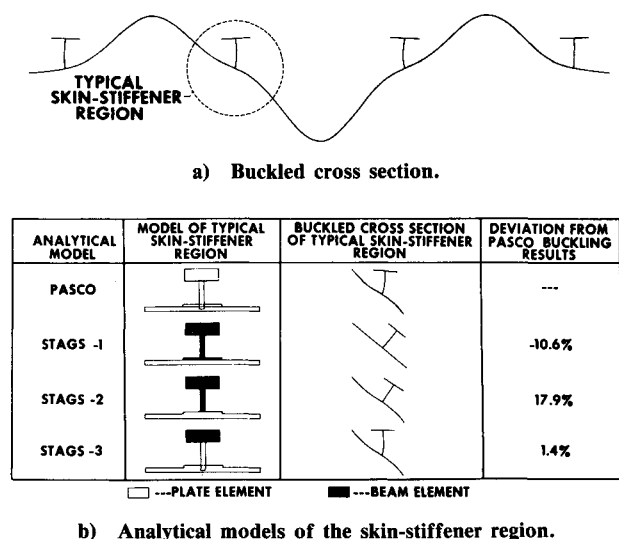 TYPICAL
SKIN-STIFFENER
REGION
a) Buckled cross section.
ANALYTICAL
MODEL
MODEL OF TYPICAL
SKIN-STIFFENER
REGION
BUCKLED CROSS SECTION
OF TYPICAL SKIN-STIFFENER
REGION
DEVIATION FROM
PASCO BUCKLING
RESULTS
PASCO
---
STAGS -1
-10.6%
STAGS -2
17.9%
STAGS -3
1.4%
---PLATE ELEMENT
---BEAM ELEMENT
b) Analytical models of the skin-stiffener region.